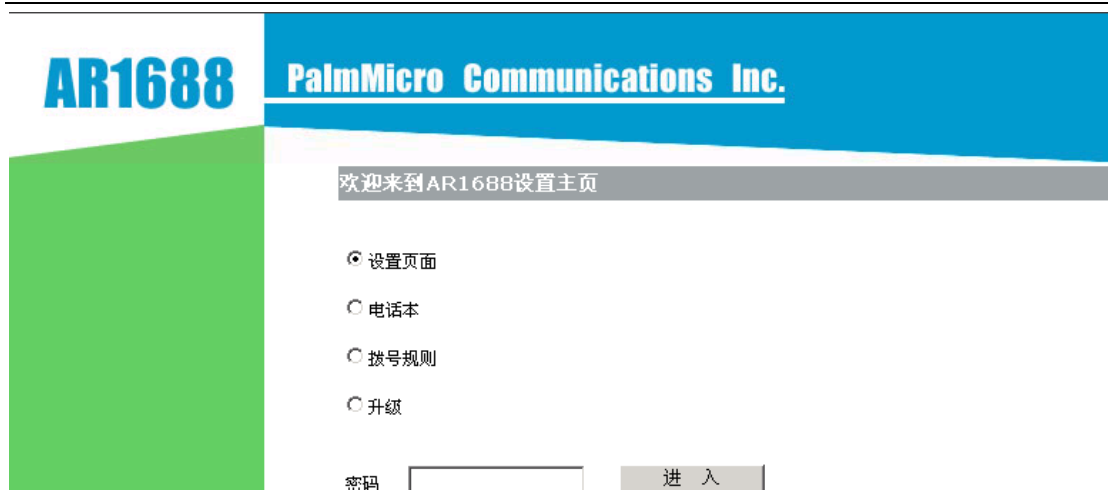 AR1688
PalmMicro Communications Inc.
欢迎来到AR1688设置主页
设置页面
电话本
拨号规则
升级
密码
进 入